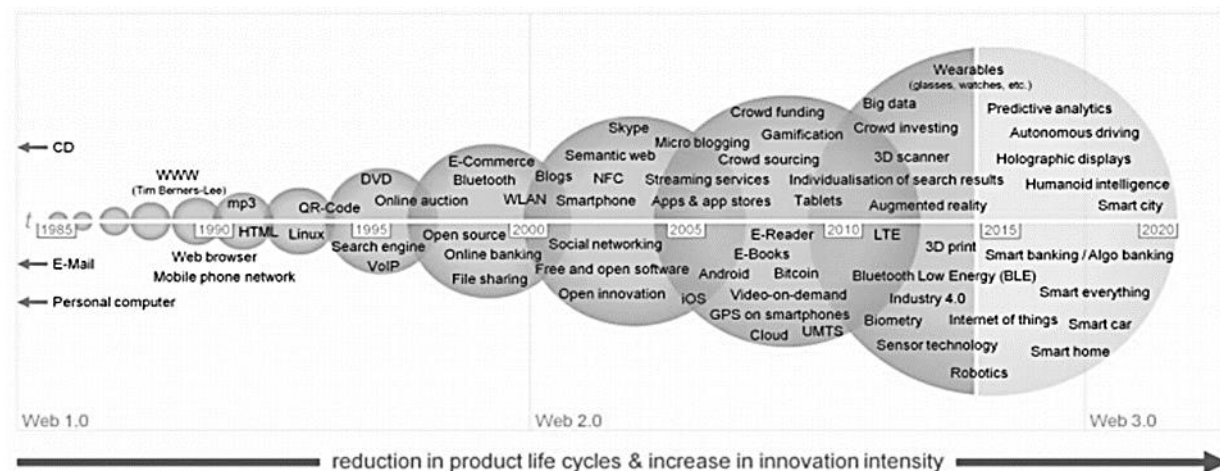 Wearables
(glasses, watches, etc.)
Big data
Crowd funding
Predictive analytics
Skype
Gamification
Crowd investing
Autonomous driving
Micro blogging
CD
E-Commerce
Semantic web
Crowd sourcing
3D scanner
Holographic displays
WWW
(Tim Berners-Lee)
DVD
Bluetooth
Blogs
NFC
Streaming services
Individualisation of search results
Humanoid intelligence
mp3
QR-Code
Online auction
WLAN
Smartphone
Apps & app stores
Tablets
Augmented reality
Smart city
t
1985
1990
1995
2000
2005
2010
2015
2020
HTML
Linux
Open source
E-Reader
LTE
Search engine
Social networking
3D print
Web browser
Online banking
E-Books
Smart banking / Algo banking
E-Mail
VoIP
Free and open software
Mobile phone network
File sharing
Android
Bitcoin
Bluetooth Low Energy (BLE)
Open innovation
iOS
Video-on-demand
Industry 4.0
Smart everything
Personal computer
GPS on smartphones
Biometry
Internet of things
Smart car
Cloud
UMTS
Sensor technology
Smart home
Robotics
Web 1.0
Web 2.0
Web 3.0
reduction in product life cycles & increase in innovation intensity